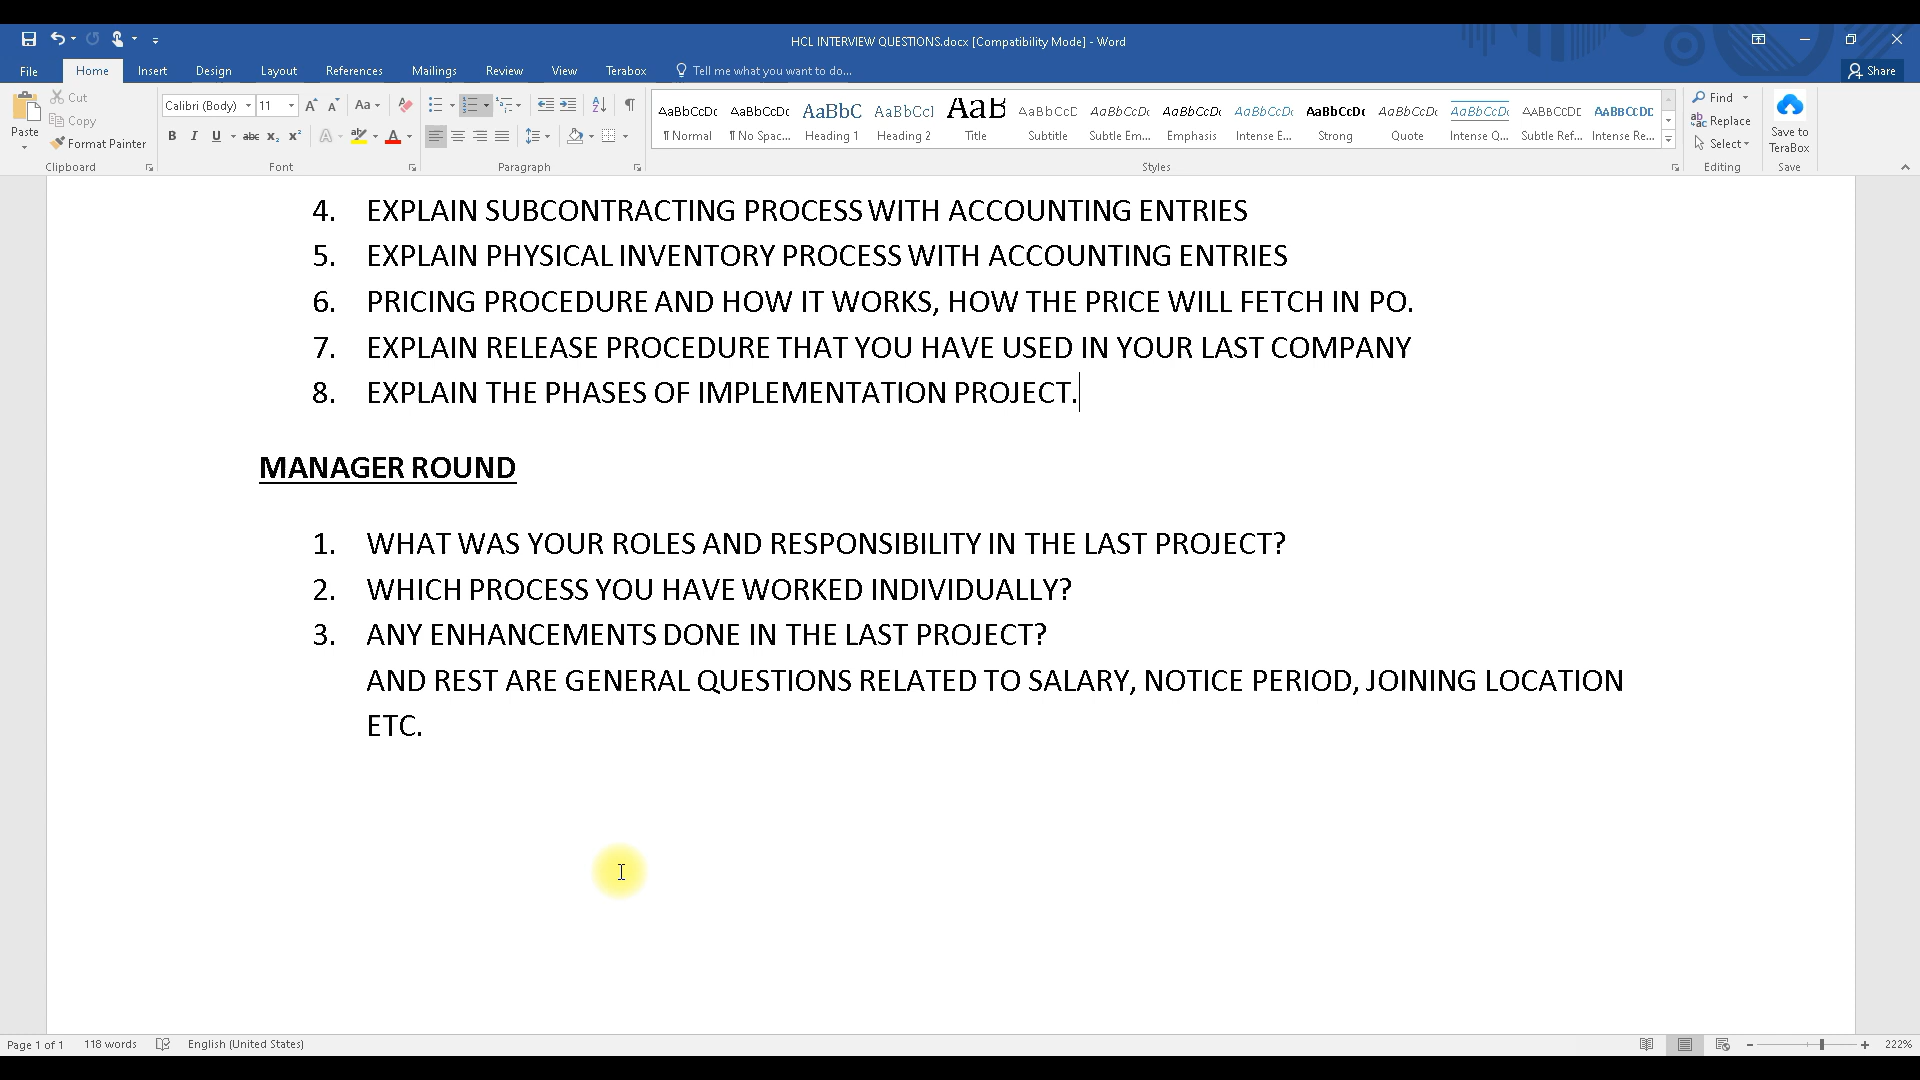 HCL INTERVIEW QUESTIONS.docx [Compatibility Mode] - Word
File Home Insert Design Layout References Mailings Review View Terabox Tell me what you want to do... Share
Paste Cut Copy Format Painter
Clipboard
Calibri (Body) 11
Font
Paragraph
AaBbCcDc AaBbCcDc AaBbC AaBbCcI AaB AaBbCcD AaBbCcDc AaBbCcDc AaBbCcDc AaBbCcDc AaBbCcDc AaBbCcDc AaBbCcDc AaBbCcDc
¶ Normal ¶ No Spac... Heading 1 Heading 2 Title Subtitle Subtle Em... Emphasis Intense E... Strong Quote Intense Q... Subtle Ref... Intense Re...
Styles
Find
Replace
Select
Editing
Save to
TeraBox
Save
4. EXPLAIN SUBCONTRACTING PROCESS WITH ACCOUNTING ENTRIES
5. EXPLAIN PHYSICAL INVENTORY PROCESS WITH ACCOUNTING ENTRIES
6. PRICING PROCEDURE AND HOW IT WORKS, HOW THE PRICE WILL FETCH IN PO.
7. EXPLAIN RELEASE PROCEDURE THAT YOU HAVE USED IN YOUR LAST COMPANY
8. EXPLAIN THE PHASES OF IMPLEMENTATION PROJECT.
MANAGER ROUND
1. WHAT WAS YOUR ROLES AND RESPONSIBILITY IN THE LAST PROJECT?
2. WHICH PROCESS YOU HAVE WORKED INDIVIDUALLY?
3. ANY ENHANCEMENTS DONE IN THE LAST PROJECT?
AND REST ARE GENERAL QUESTIONS RELATED TO SALARY, NOTICE PERIOD, JOINING LOCATION
ETC.
Page 1 of 1 118 words English (United States) 222%